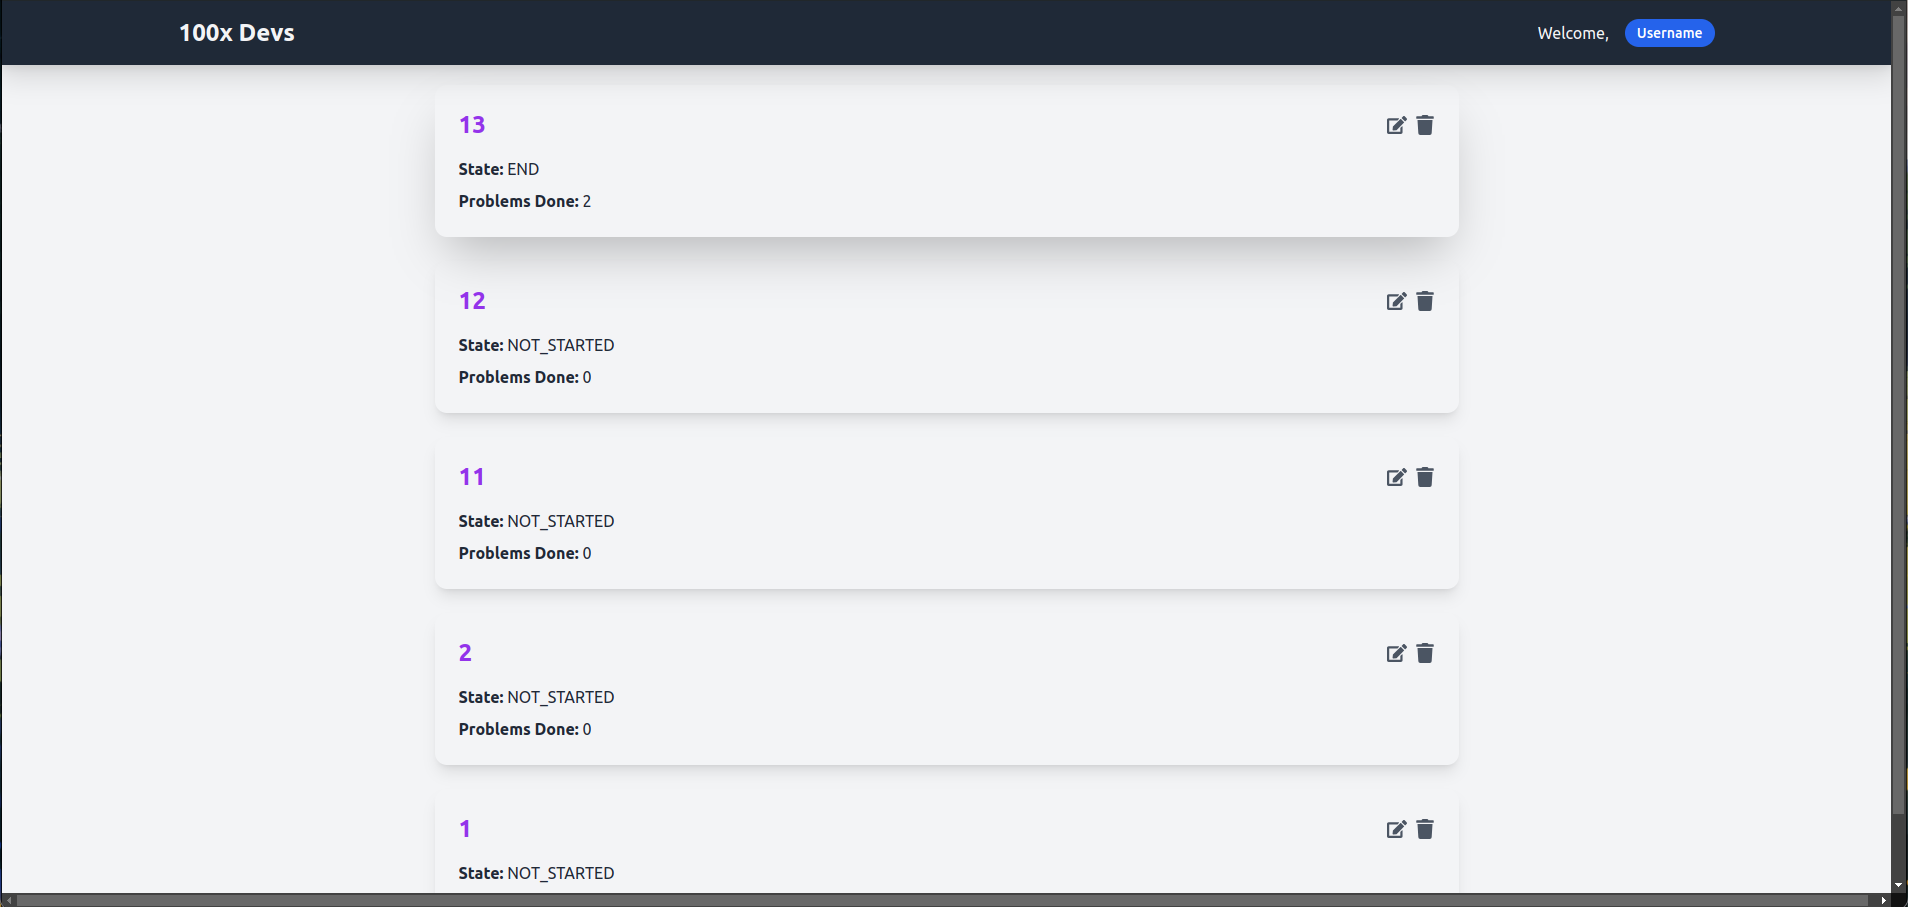 100x Devs
Welcome, Username
13
State: END
Problems Done: 2
12
State: NOT_STARTED
Problems Done: 0
11
State: NOT_STARTED
Problems Done: 0
2
State: NOT_STARTED
Problems Done: 0
1
State: NOT_STARTED